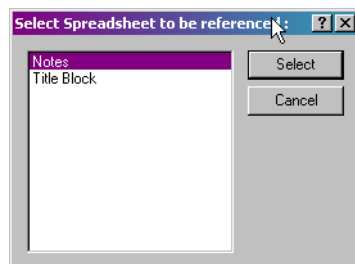 Select Spreadsheet to be referenced:
Notes
Title Block
Select
Cancel